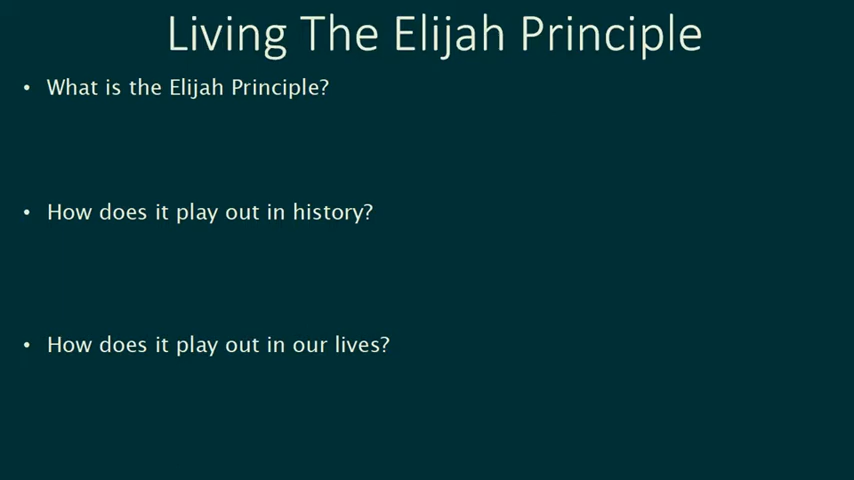 Living The Elijah Principle
• What is the Elijah Principle?
• How does it play out in history?
• How does it play out in our lives?